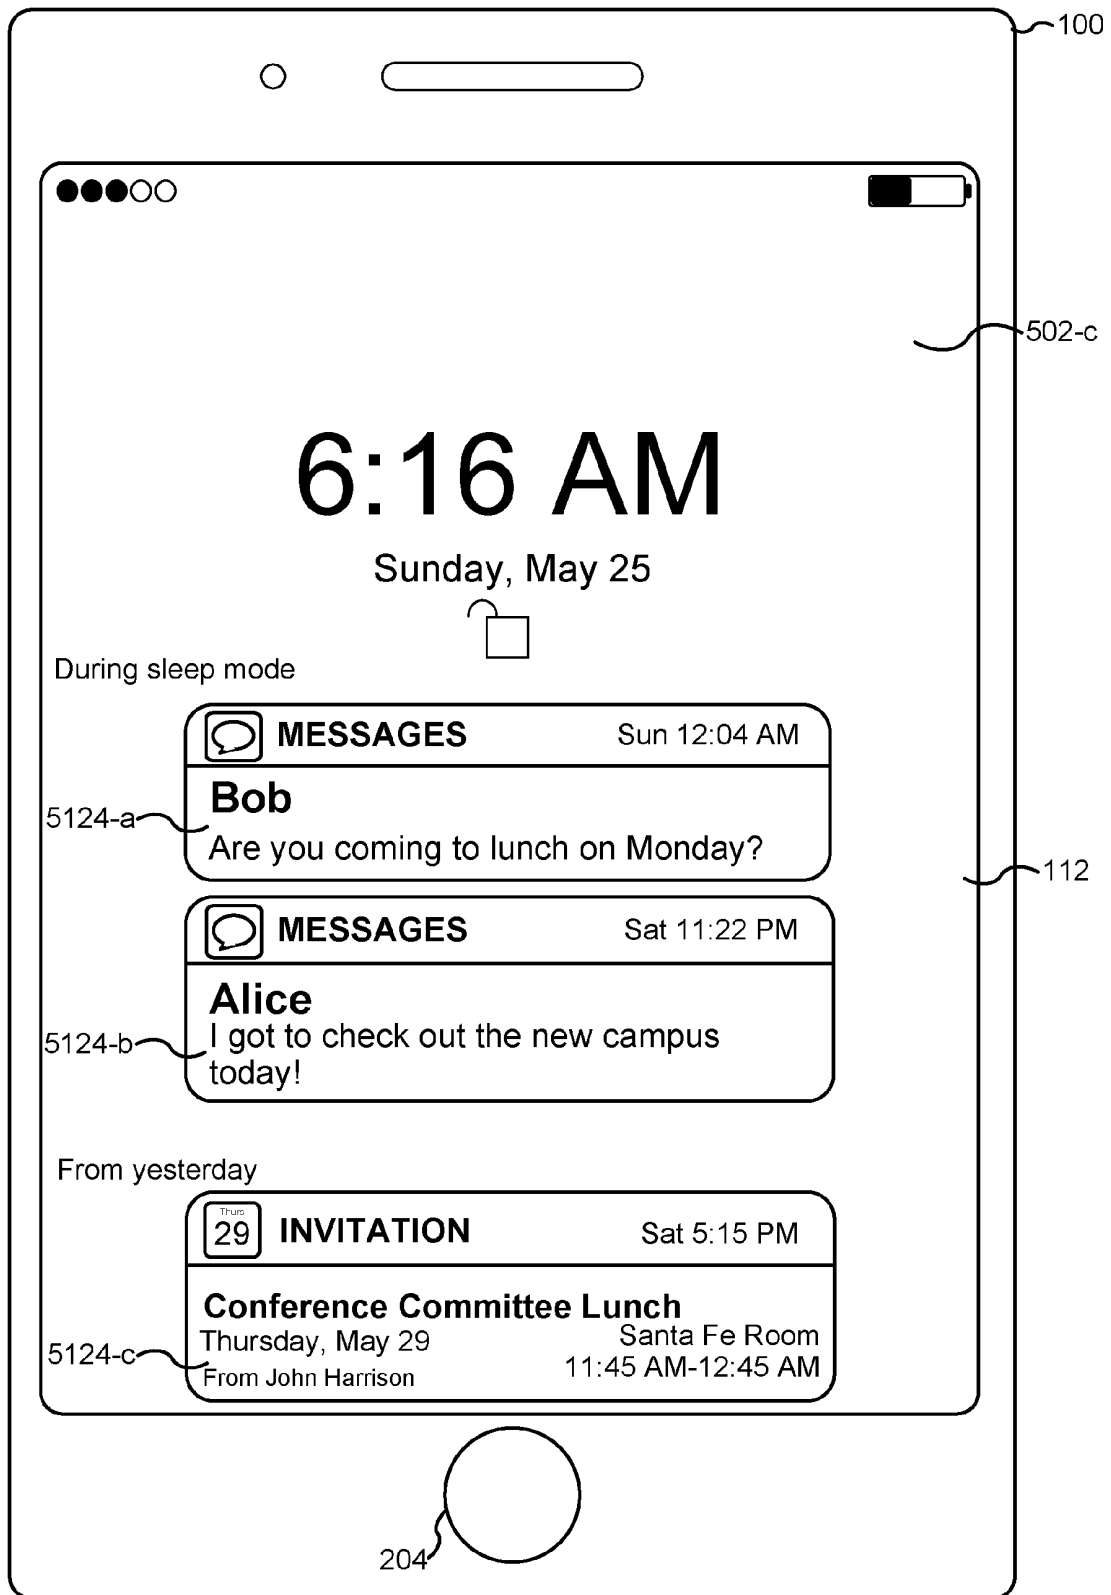 100
502-c
6:16 AM
Sunday, May 25
During sleep mode
MESSAGES Sun 12:04 AM
Bob
5124-a
Are you coming to lunch on Monday?
112
MESSAGES Sat 11:22 PM
Alice
I got to check out the new campus
5124-b
today!
From yesterday
Thurs
29 INVITATION Sat 5:15 PM
Conference Committee Lunch
Santa Fe Room
Thursday, May 29
5124-c
11:45 AM-12:45 AM
From John Harrison
204